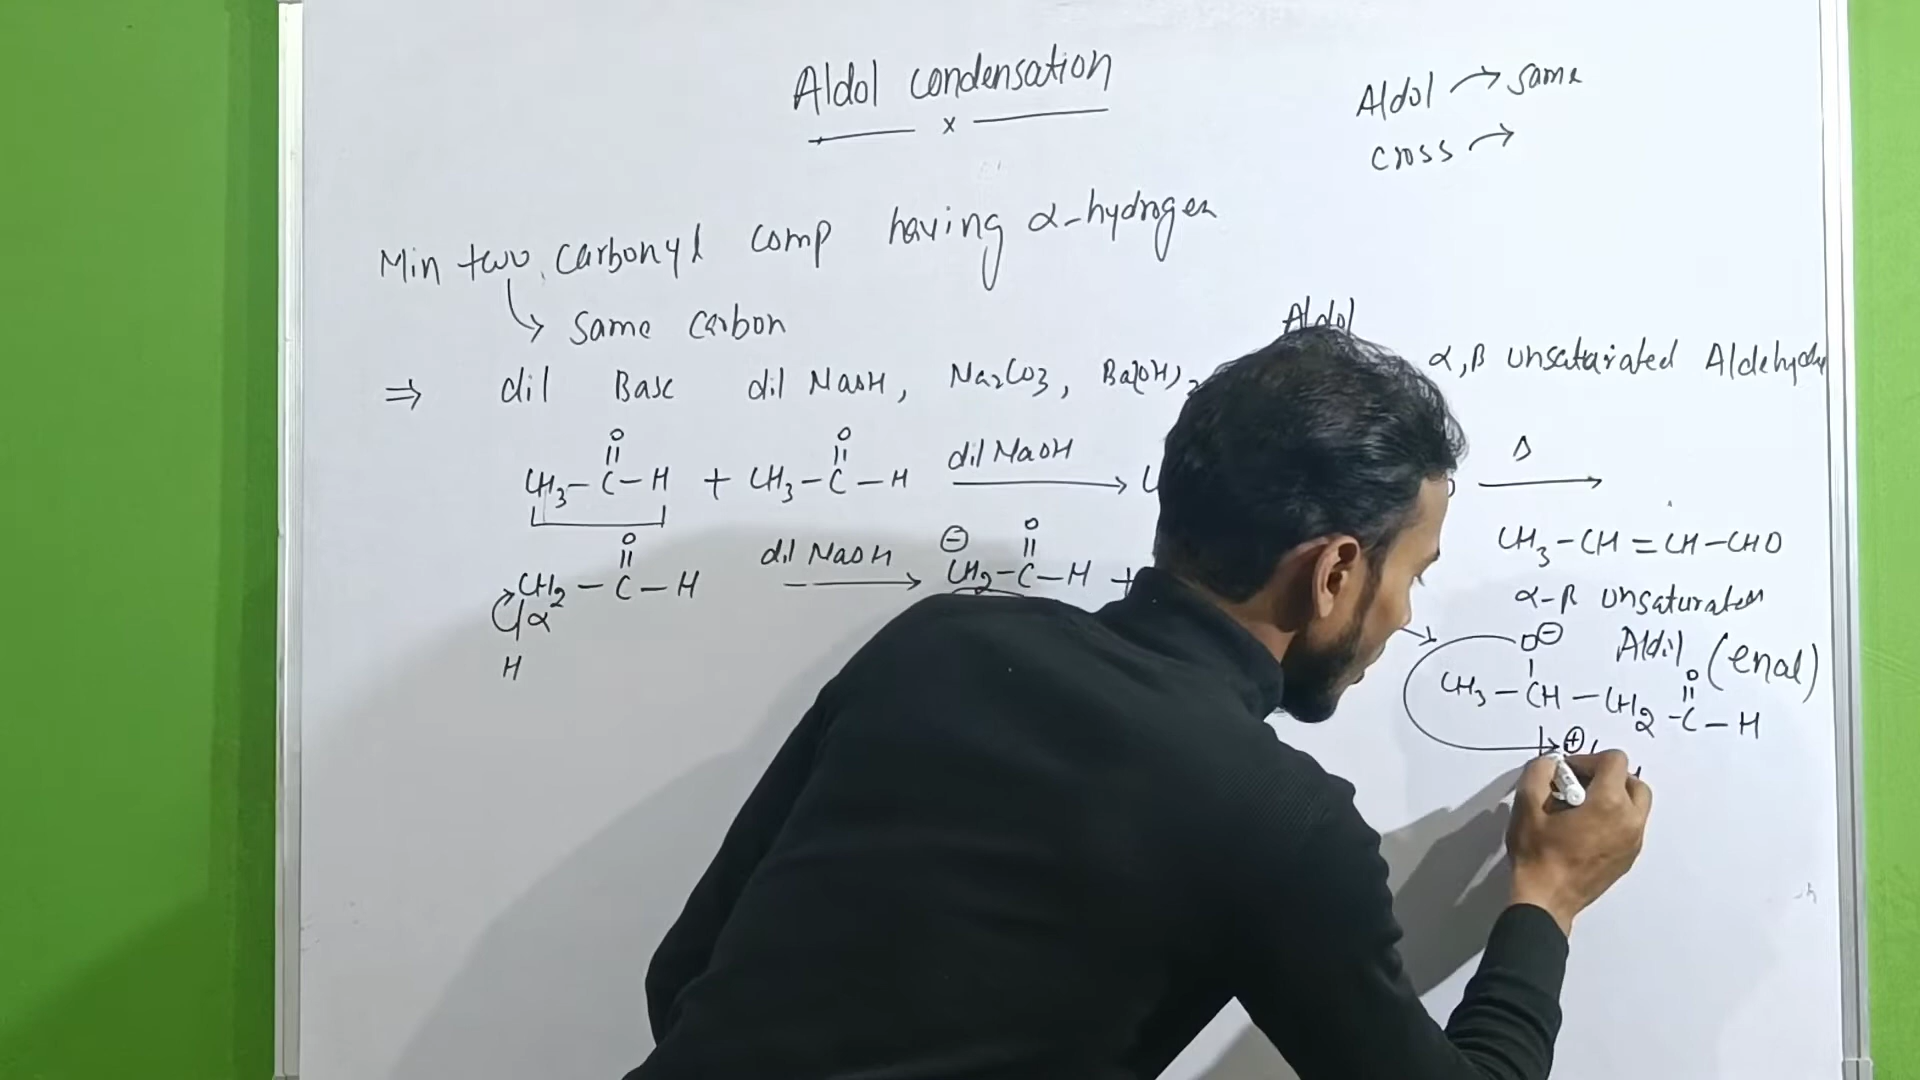 Aldol condensation
x
Aldol → same
cross →
Min two carbonyl comp having α-hydrogen
↳ same carbon
Aldol
α,β unsaturated Aldehyde
⇒ dil Base dil NaOH, Na2CO3, Ba(OH)2
O O
CH3-C-H + CH3-C-H dil NaOH → Δ →
CH3-CH=CH-CHO
α-β unsaturated
O
CH2-C-H dil NaOH → ⊖ CH2-C-H +
α
H
O⊖ (enal)
CH3-CH-CH2-C-H
⊕